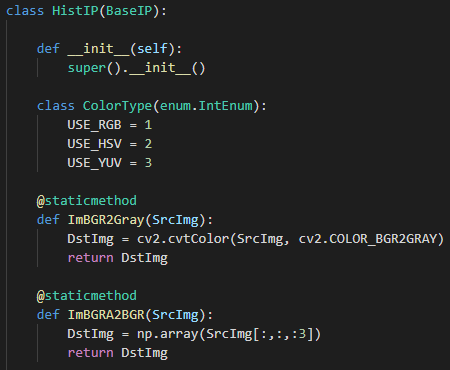 class HistIP(BaseIP):
def __init__(self):
super().__init__()
class ColorType(enum.IntEnum):
USE_RGB = 1
USE_HSV = 2
USE_YUV = 3
@staticmethod
def ImBGR2Gray(SrcImg):
DstImg = cv2.cvtColor(SrcImg, cv2.COLOR_BGR2GRAY)
return DstImg
@staticmethod
def ImBGRA2BGR(SrcImg):
DstImg = np.array(SrcImg[:,:,:3])
return DstImg